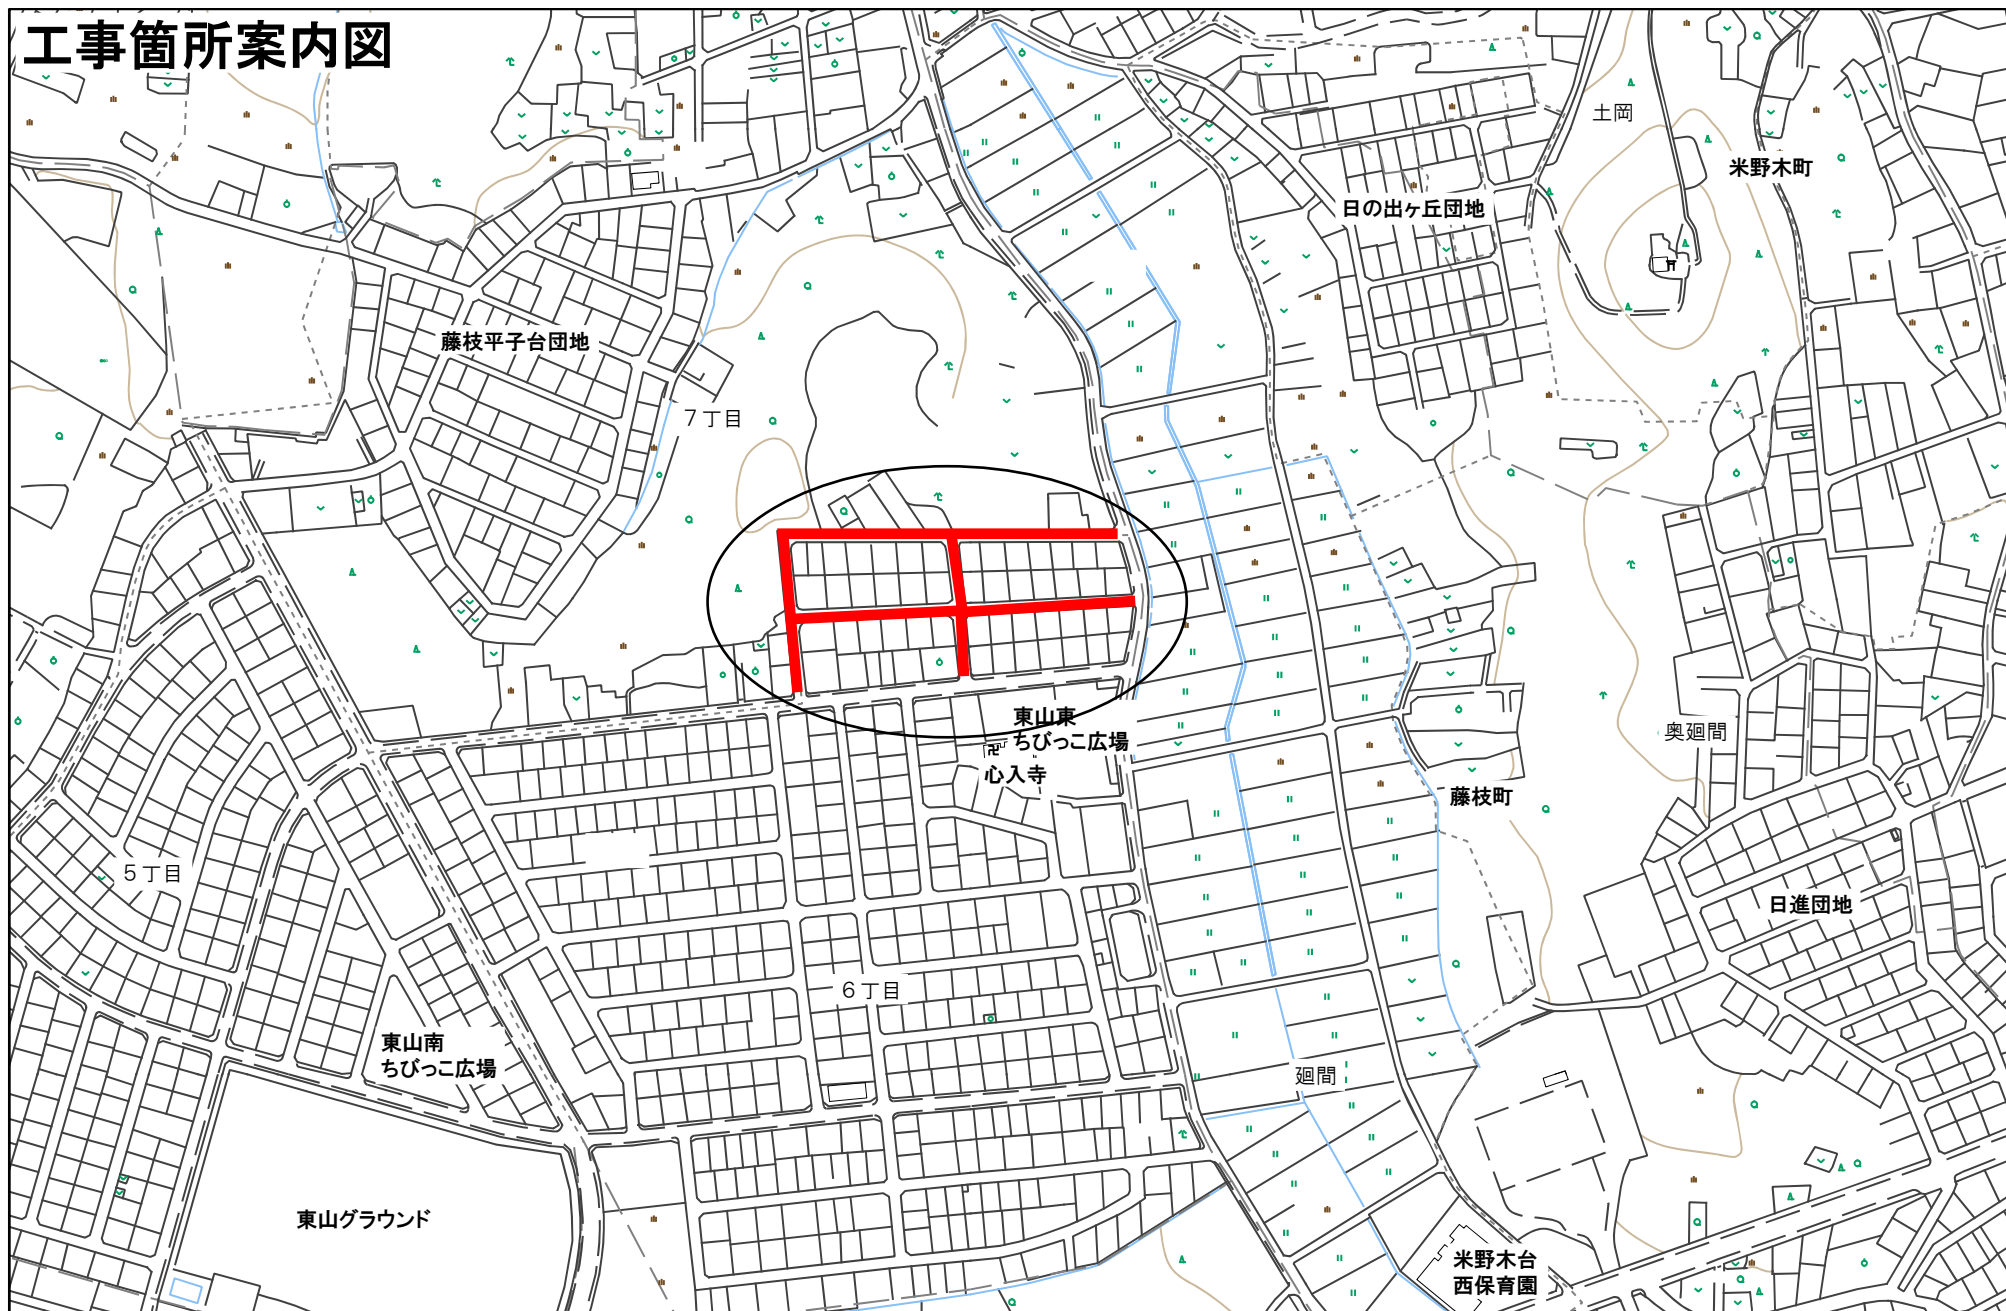 工事箇所案内図
土岡
米野木町
日の出ヶ丘団地
藤枝平子台団地
７丁目
東山東
ちびっこ広場
心入寺
奥廻間
藤枝町
５丁目
日進団地
６丁目
東山南
ちびっこ広場
廻間
東山グラウンド
米野木台
西保育園